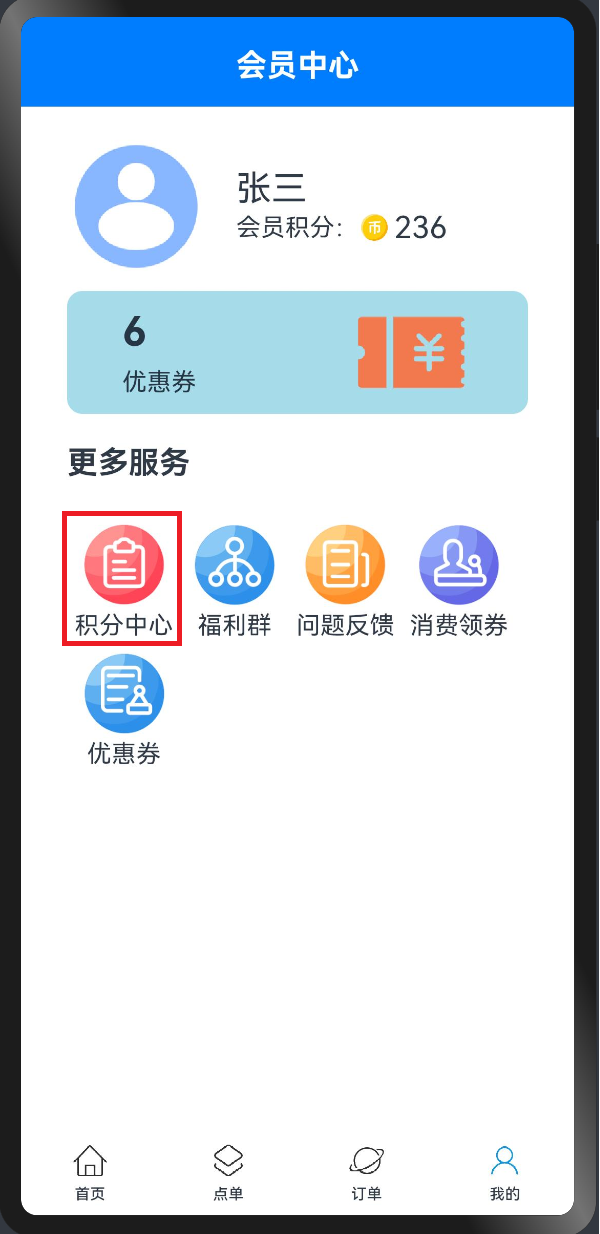 会员中心
张三
会员积分： 币 236
6
¥
优惠券
更多服务
积分中心 福利群 问题反馈 消费领券
优惠券
首页 点单 订单 我的